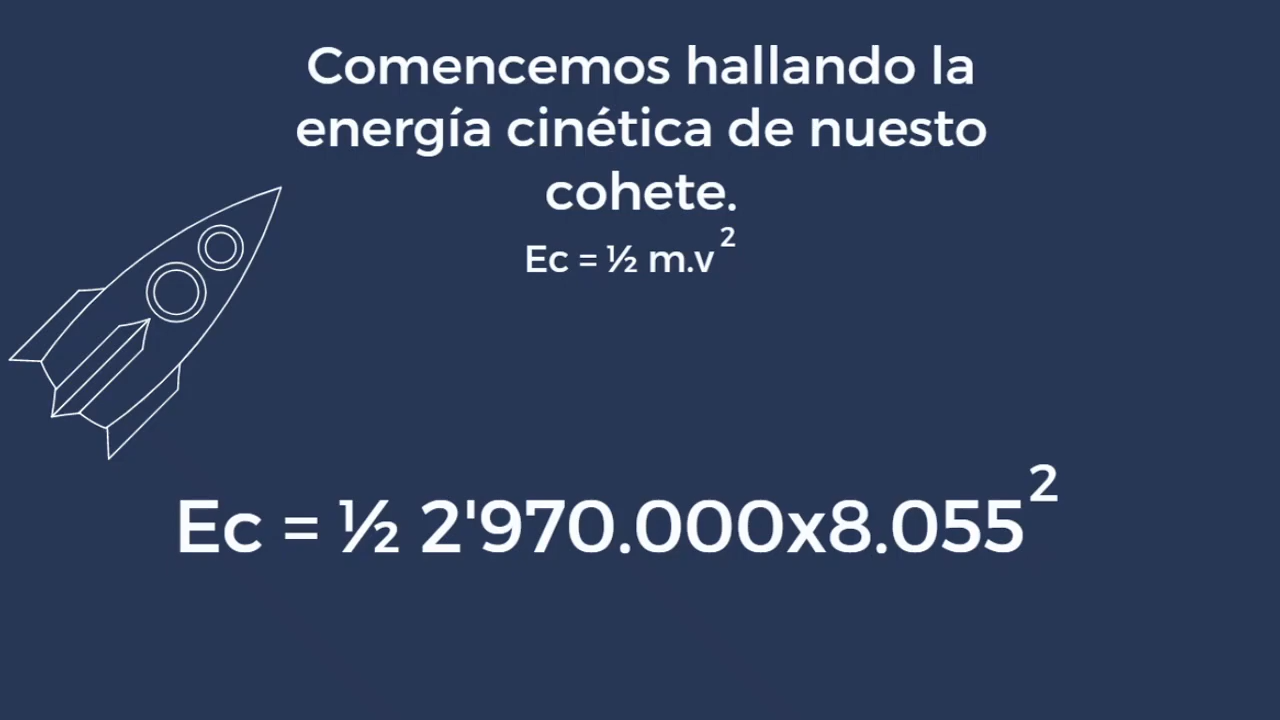 Comencemos hallando la
energía cinética de nuesto
cohete.
Ec = ½ m.v²
Ec = ½ 2'970.000x8.055²